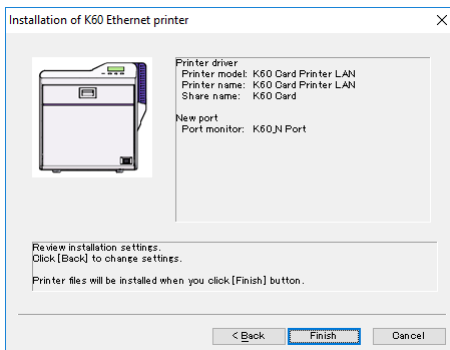 Installation of K60 Ethernet printer
Printer driver
Printer model: K60 Card Printer LAN
Printer name: K60 Card Printer LAN
Share name: K60 Card
New port
Port monitor: K60_N Port
Review installation settings.
Click [Back] to change settings.
Printer files will be installed when you click [Finish] button.
< Back
Finish
Cancel